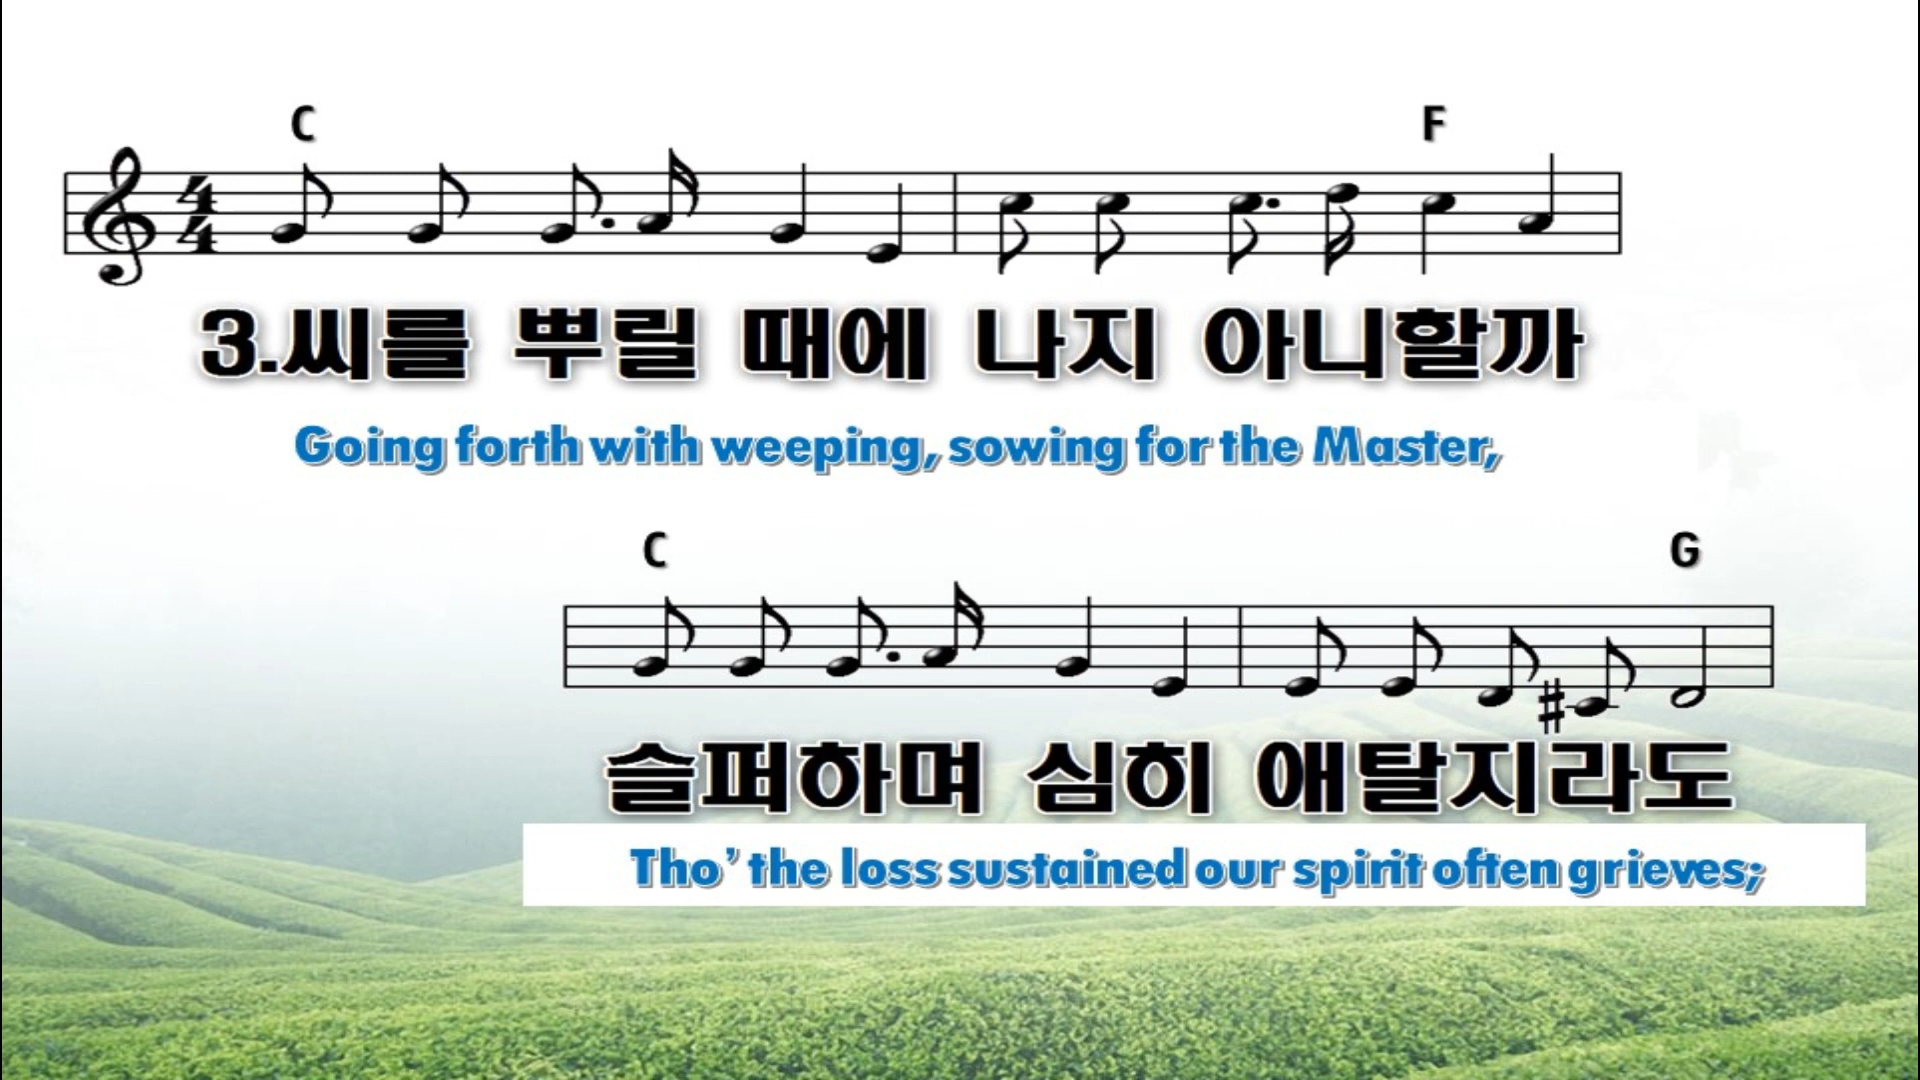 C F
4/4
3.씨를 뿌릴 때에 나지 아니할까
Going forth with weeping, sowing for the Master,
C G
슬퍼하며 심히 애탈지라도
Tho’ the loss sustained our spirit often grieves;